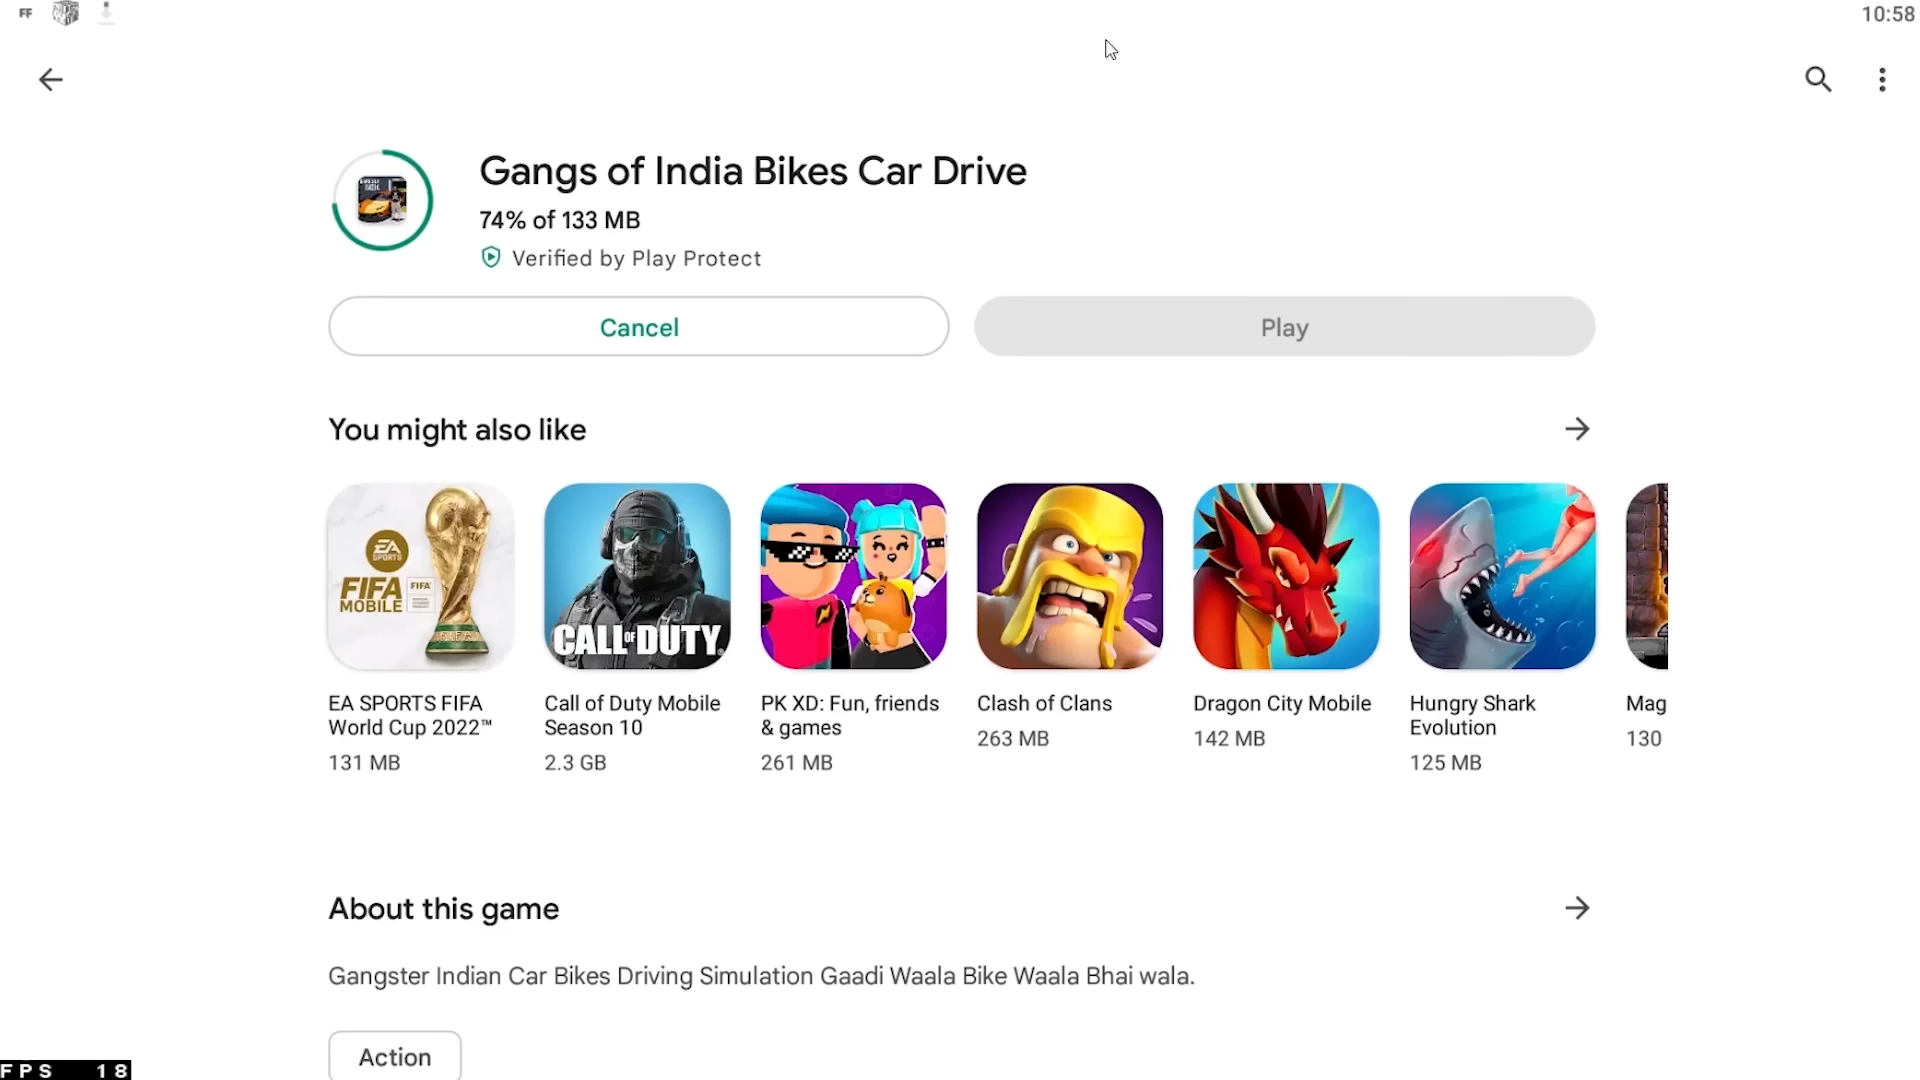 FF
10:58
Gangs of India Bikes Car Drive
74% of 133 MB
Verified by Play Protect
Cancel
Play
You might also like
EA
SPORTS
FIFA
MOBILE
FIFA
FIFA
CALL OF DUTY
EA SPORTS FIFA
World Cup 2022™
131 MB
Call of Duty Mobile
Season 10
2.3 GB
PK XD: Fun, friends
& games
261 MB
Clash of Clans
263 MB
Dragon City Mobile
142 MB
Hungry Shark
Evolution
125 MB
Mag
130
About this game
Gangster Indian Car Bikes Driving Simulation Gaadi Waala Bike Waala Bhai wala.
Action
FPS 18